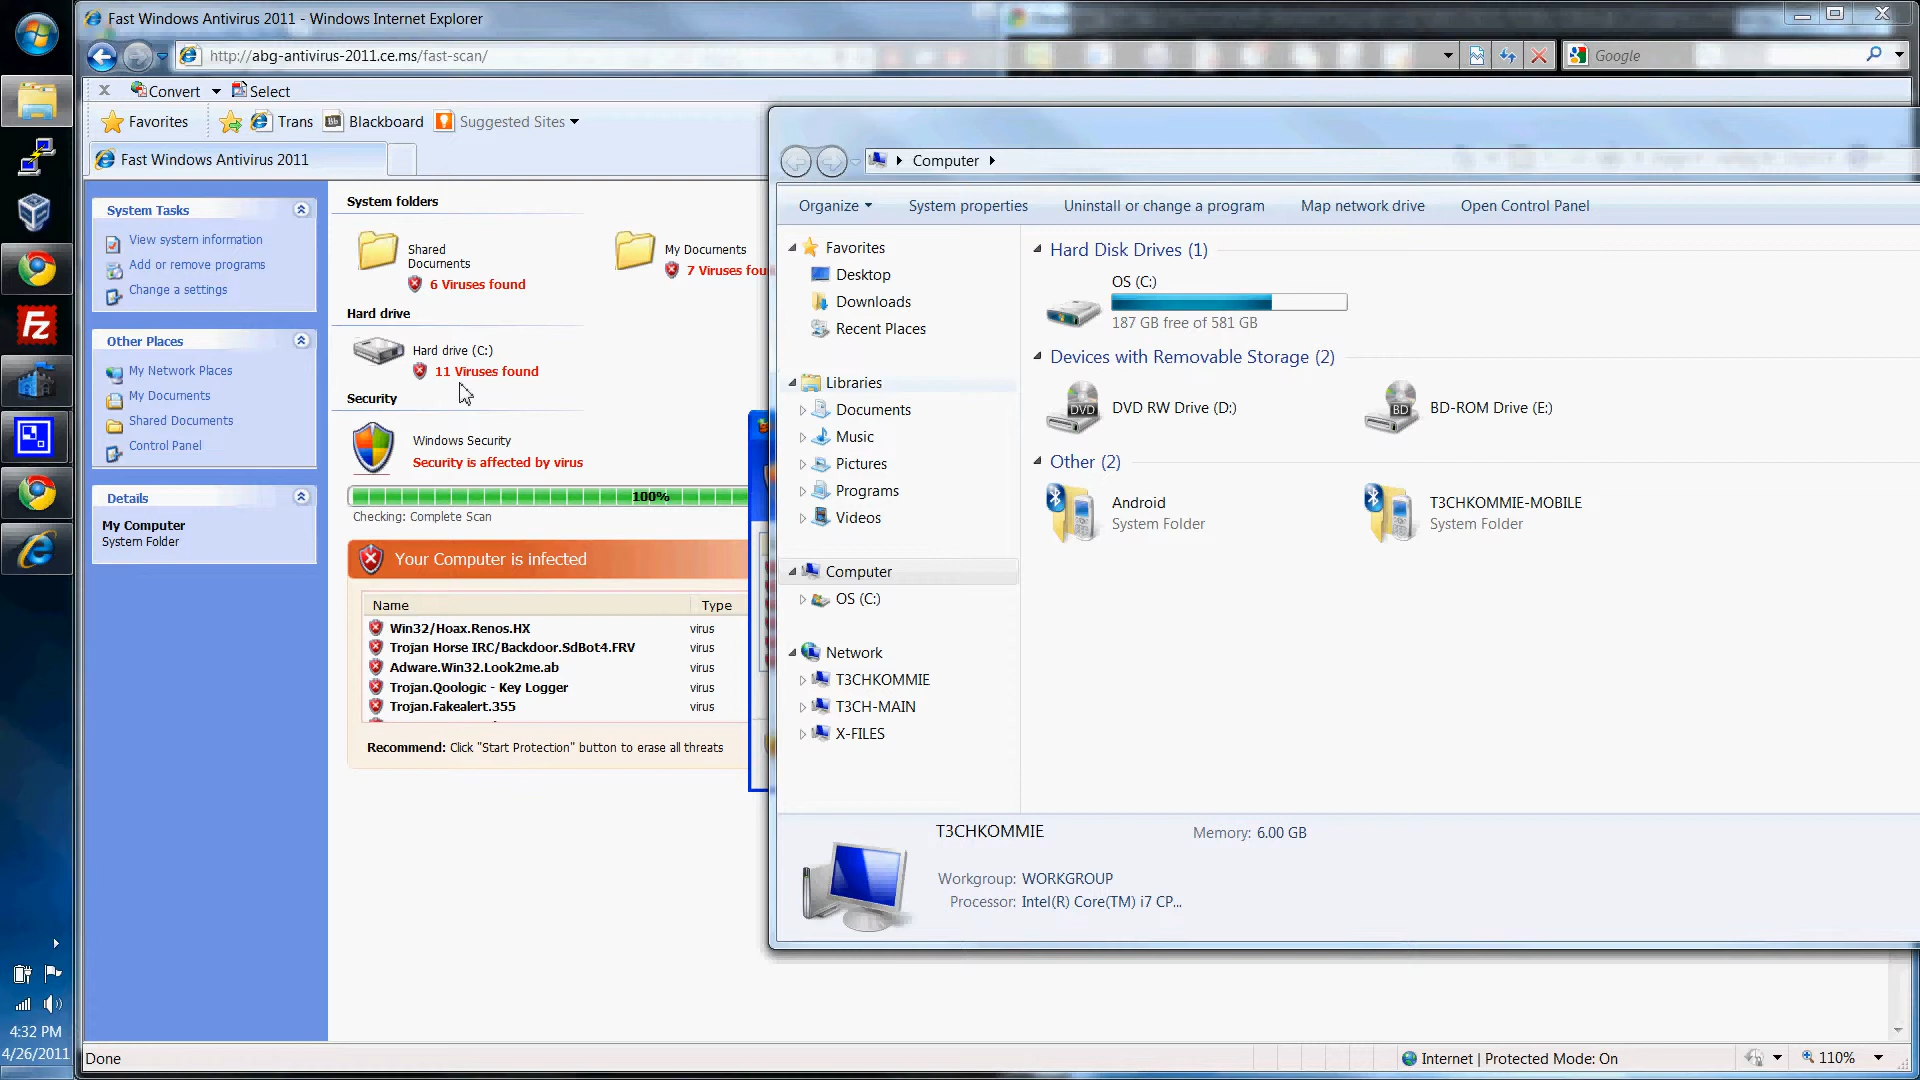 Fast Windows Antivirus 2011 - Windows Internet Explorer
http://abg-antivirus-2011.ce.ms/fast-scan/
Google
x Convert Select
Favorites Trans Blackboard Suggested Sites
Fast Windows Antivirus 2011
System Tasks
View system information
Add or remove programs
Change a settings
Other Places
My Network Places
My Documents
Shared Documents
Control Panel
Details
My Computer
System Folder
System folders
Shared
Documents
6 Viruses found
My Documents
7 Viruses fou
Hard drive
Hard drive (C:)
11 Viruses found
Security
Windows Security
Security is affected by virus
100%
Checking: Complete Scan
Your Computer is infected
Name Type
Win32/Hoax.Renos.HX virus
Trojan Horse IRC/Backdoor.SdBot4.FRV virus
Adware.Win32.Look2me.ab virus
Trojan.Qoologic - Key Logger virus
Trojan.Fakealert.355 virus
Recommend: Click "Start Protection" button to erase all threats
Computer
Organize System properties Uninstall or change a program Map network drive Open Control Panel
Favorites
Desktop
Downloads
Recent Places
Libraries
Documents
Music
Pictures
Programs
Videos
Computer
OS (C:)
Network
T3CHKOMMIE
T3CH-MAIN
X-FILES
Hard Disk Drives (1)
OS (C:)
187 GB free of 581 GB
Devices with Removable Storage (2)
DVD
DVD RW Drive (D:)
BD
BD-ROM Drive (E:)
Other (2)
Android
System Folder
T3CHKOMMIE-MOBILE
System Folder
T3CHKOMMIE Memory: 6.00 GB
Workgroup: WORKGROUP
Processor: Intel(R) Core(TM) i7 CP...
Fz
4:32 PM
4/26/2011
Done
Internet | Protected Mode: On
110%